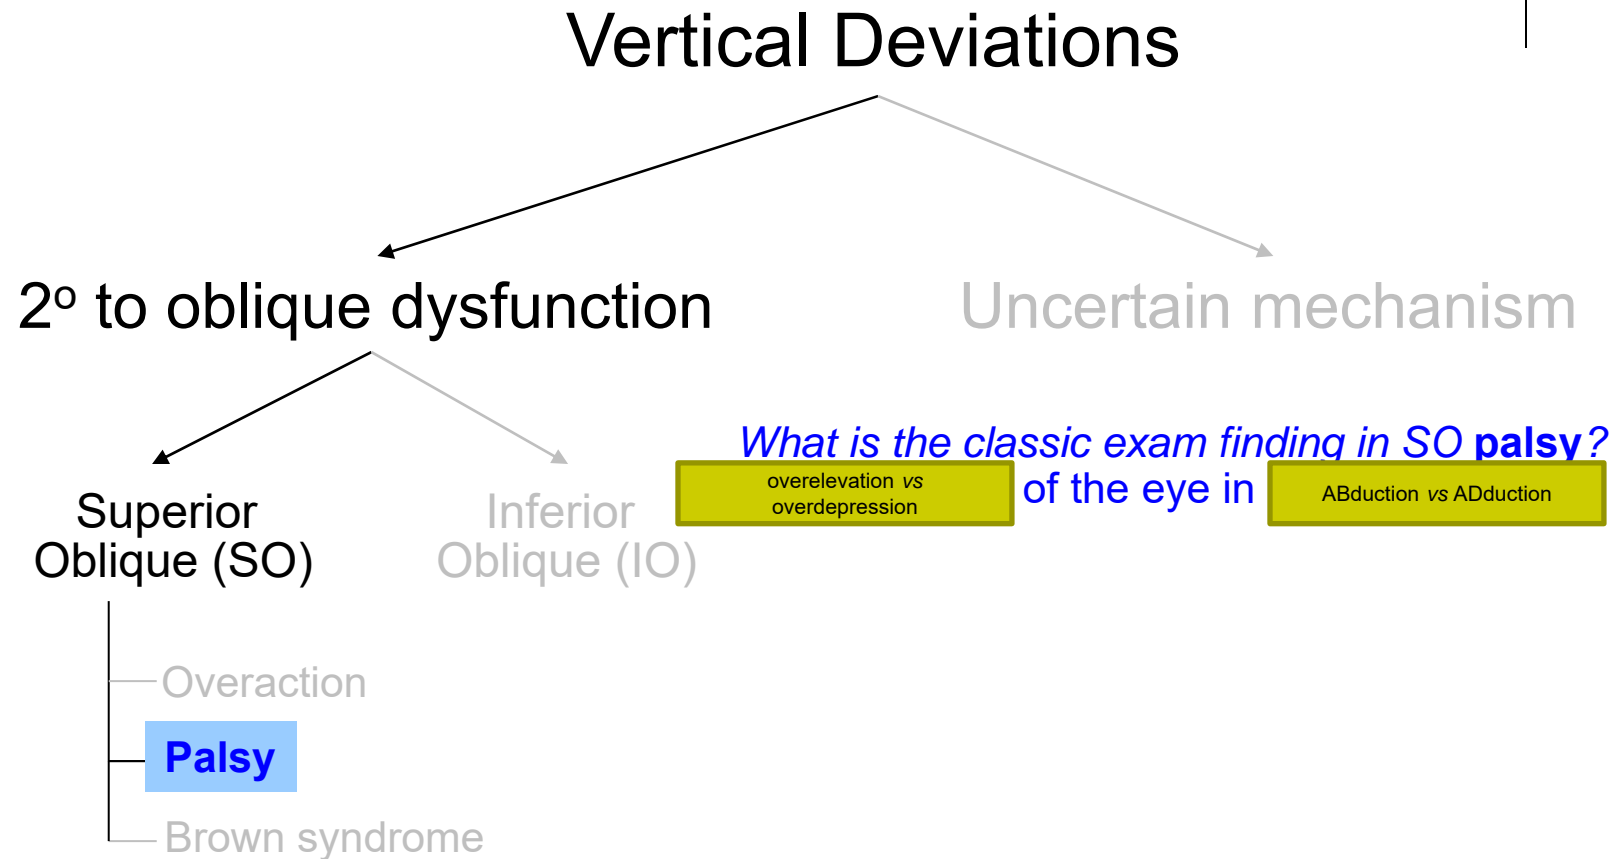 Vertical Deviations
2º to oblique dysfunction
Uncertain mechanism
What is the classic exam finding in SO palsy?
overelevation vs
overdepression
of the eye in
ABduction vs ADduction
Superior
Oblique (SO)
Inferior
Oblique (IO)
Overaction
Palsy
Brown syndrome